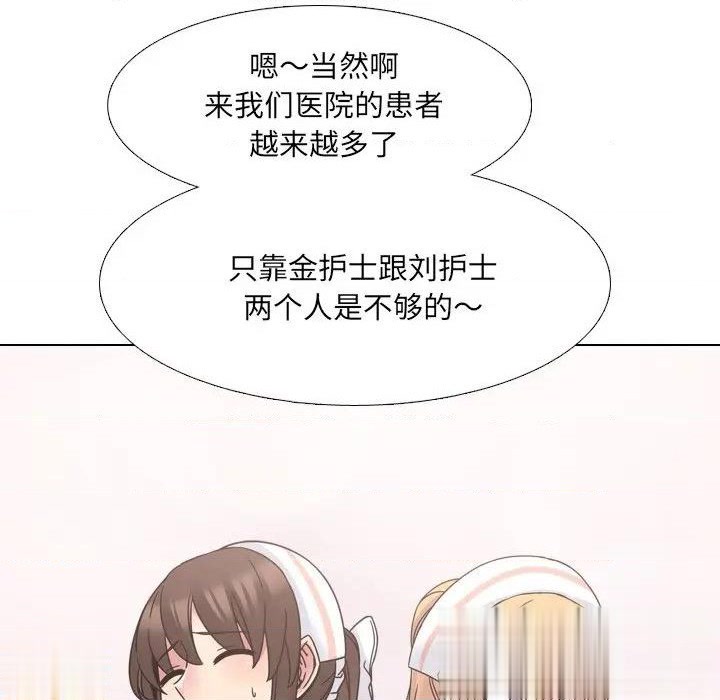 嗯～当然啊
来我们医院的患者
越来越多了
只靠金护士跟刘护士
两个人是不够的～